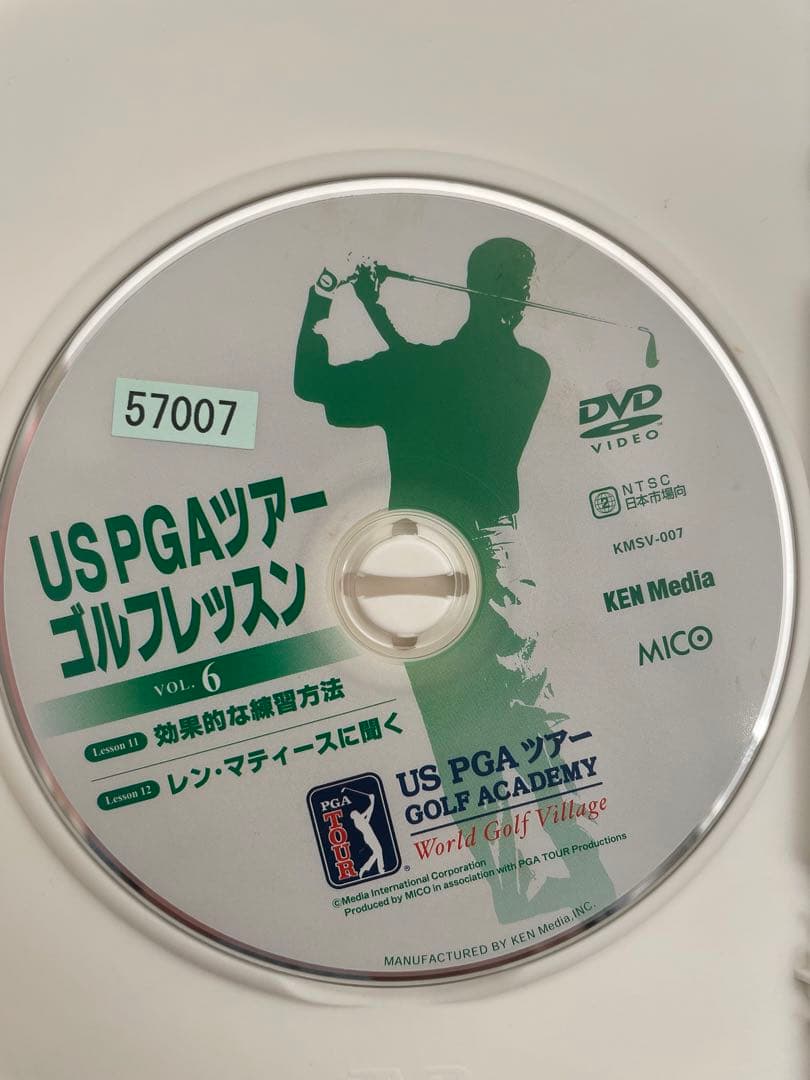 57007
US PGAツアー
ゴルフレッスン
VOL. 6
Lesson 11 効果的な練習方法
Lesson 12 レン・マティースに聞く
DVD
VIDEO
2 NTSC
日本市場向
KMSV-007
KEN Media
MICO
PGA
TOUR
US PGA ツアー
GOLF ACADEMY
World Golf Village
©Media International Corporation
Produced by MICO in association with PGA TOUR Productions
MANUFACTURED BY KEN Media,INC.